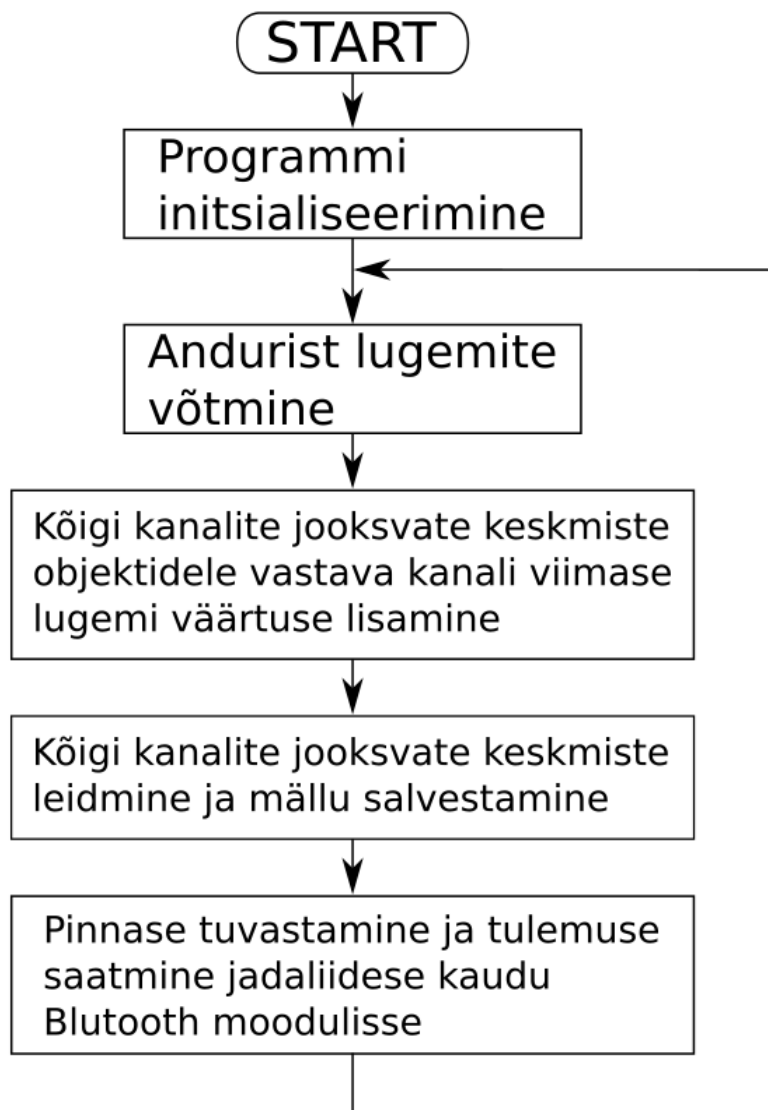 START
Programmi
initsialiseerimine
Andurist lugemite
võtmine
Kõigi kanalite jooksvate keskmiste
objektidele vastava kanali viimase
lugemi väärtuse lisamine
Kõigi kanalite jooksvate keskmiste
leidmine ja mällu salvestamine
Pinnase tuvastamine ja tulemuse
saatmine jadaliidese kaudu
Blutooth moodulisse